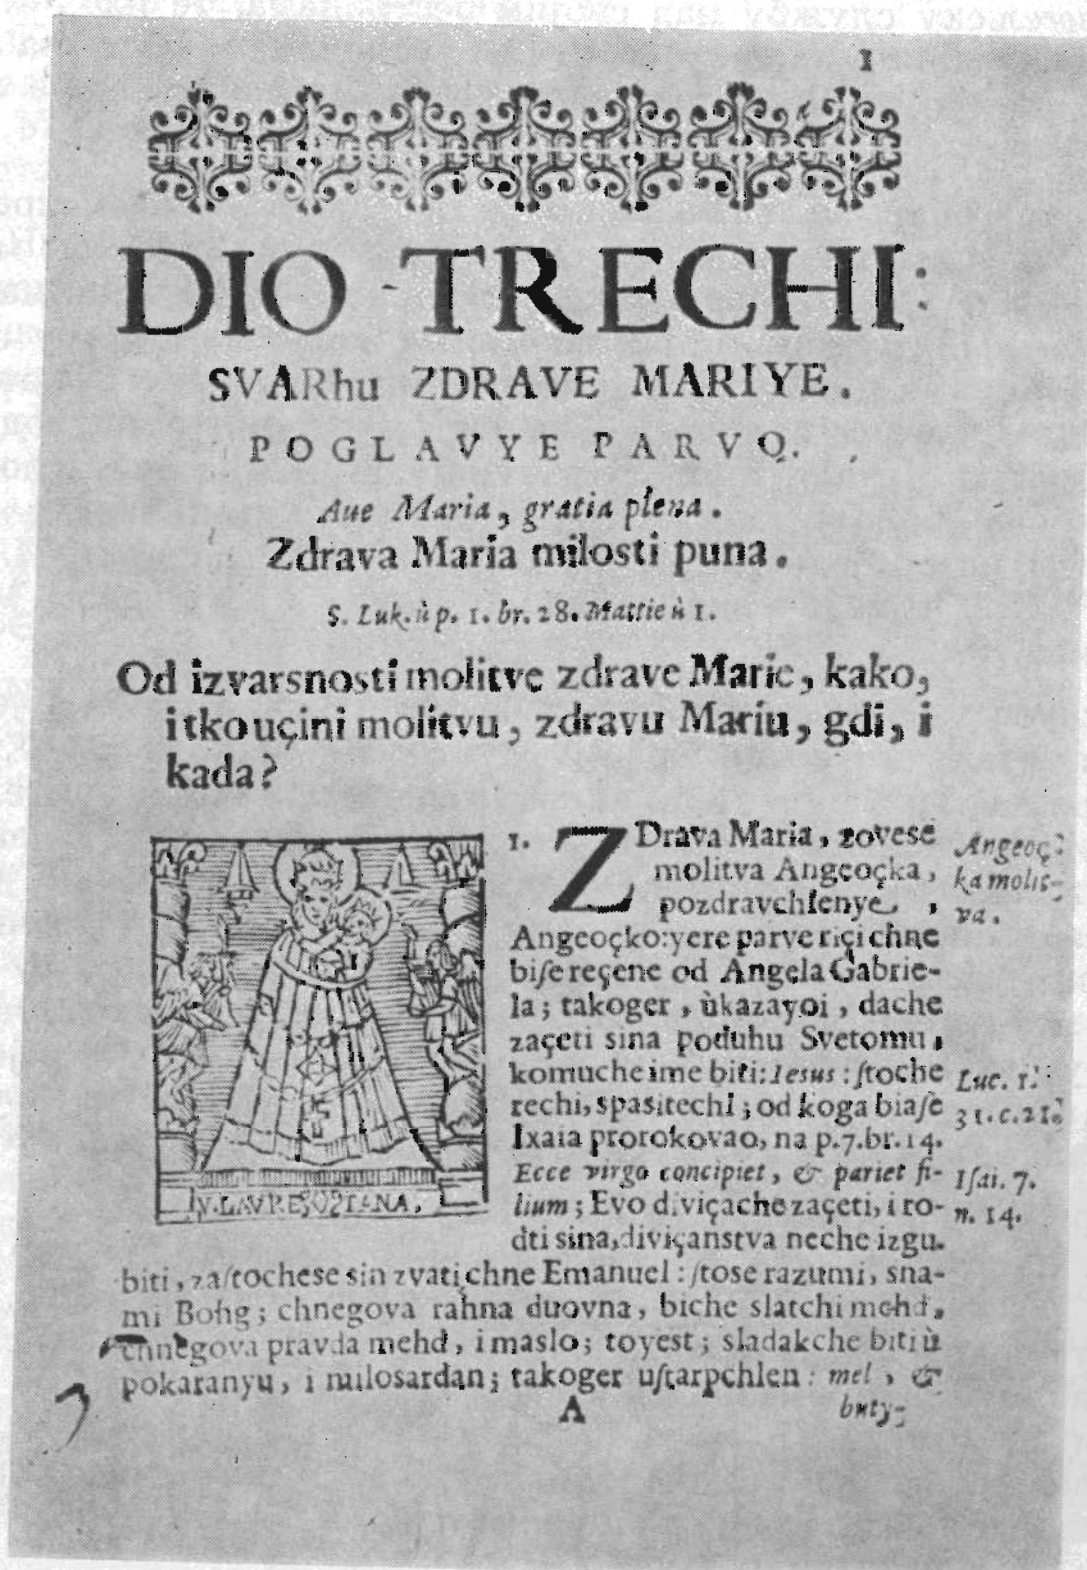 1
DIO TRECHI:
SVARhu ZDRAVE MARIYE.
POGLAVYE PARVO.
Aue Maria, gratia plena.
Zdrava Maria milosti puna.
S. Luk. ù p. 1. br. 28. Mattie ù 1.
Od izvarsnosti molitve zdrave Marie, kako,
i tko uçini molitvu, zdravu Mariu, gdi, i
kada?
1. ZDrava Maria, zovese
molitva Angeoçka,
pozdravchlenye,
Angeoçko: yere parve riçi chne
biſe reçene od Angela Gabrie-
la; takoger, ùkazayoi, dache
zaçeti sina poduhu Svetomu,
komuche ime biti: Iesus: ſtoche
rechi, spasitechl; od koga biaſe
Ixaia prorokovao, na p. 7. br. 14.
Ecce virgo concipiet, & pariet fi-
lium; Evo diviçache zaçeti, i ro-
dti sina, diviçanstva neche izgu.
biti, zaſtochese sin zvati chne Emanuel: ſtose razumi, sna-
mi Bohg; chnegova rahna duovna, biche slatchi mehd,
chnegova pravda mehd, i maslo; toyest; sladakche biti ù
pokaranyu, i milosardan; takoger uſtarpchlen: mel, &
A buty-
Angeoç-
ka molit-
va.
Luc. 1.
31. c. 21.
Iſai. 7.
n. 14.